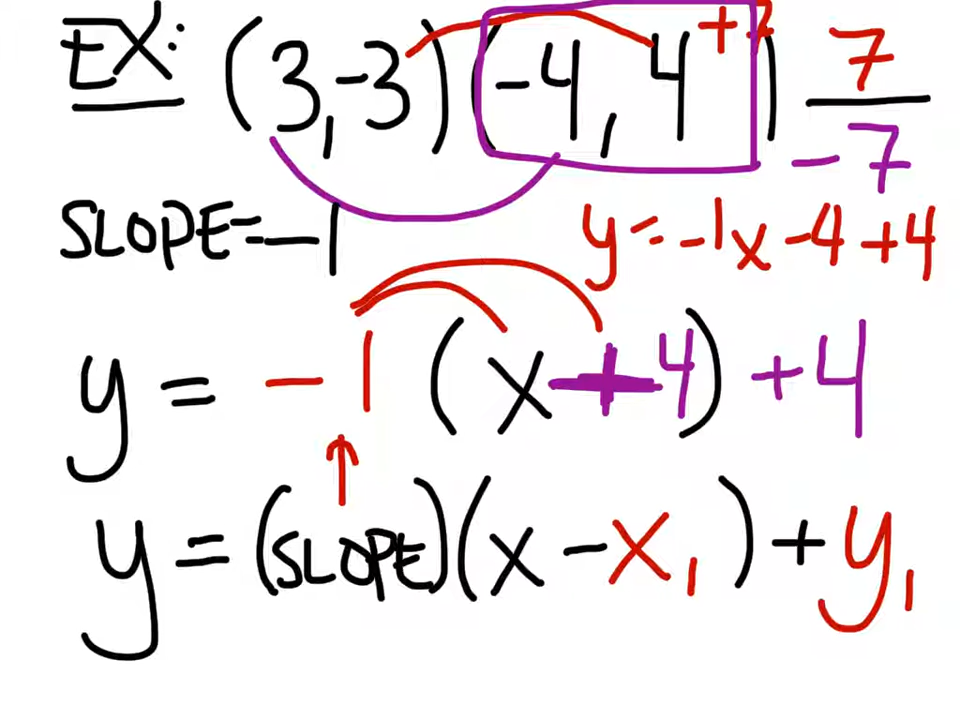 EX: (3,-3) (-4,4) +7 7/-7
SLOPE=-1 y=-1x-4+4
y = -1 (x+4) +4
y = (SLOPE)(x-x₁)+y₁